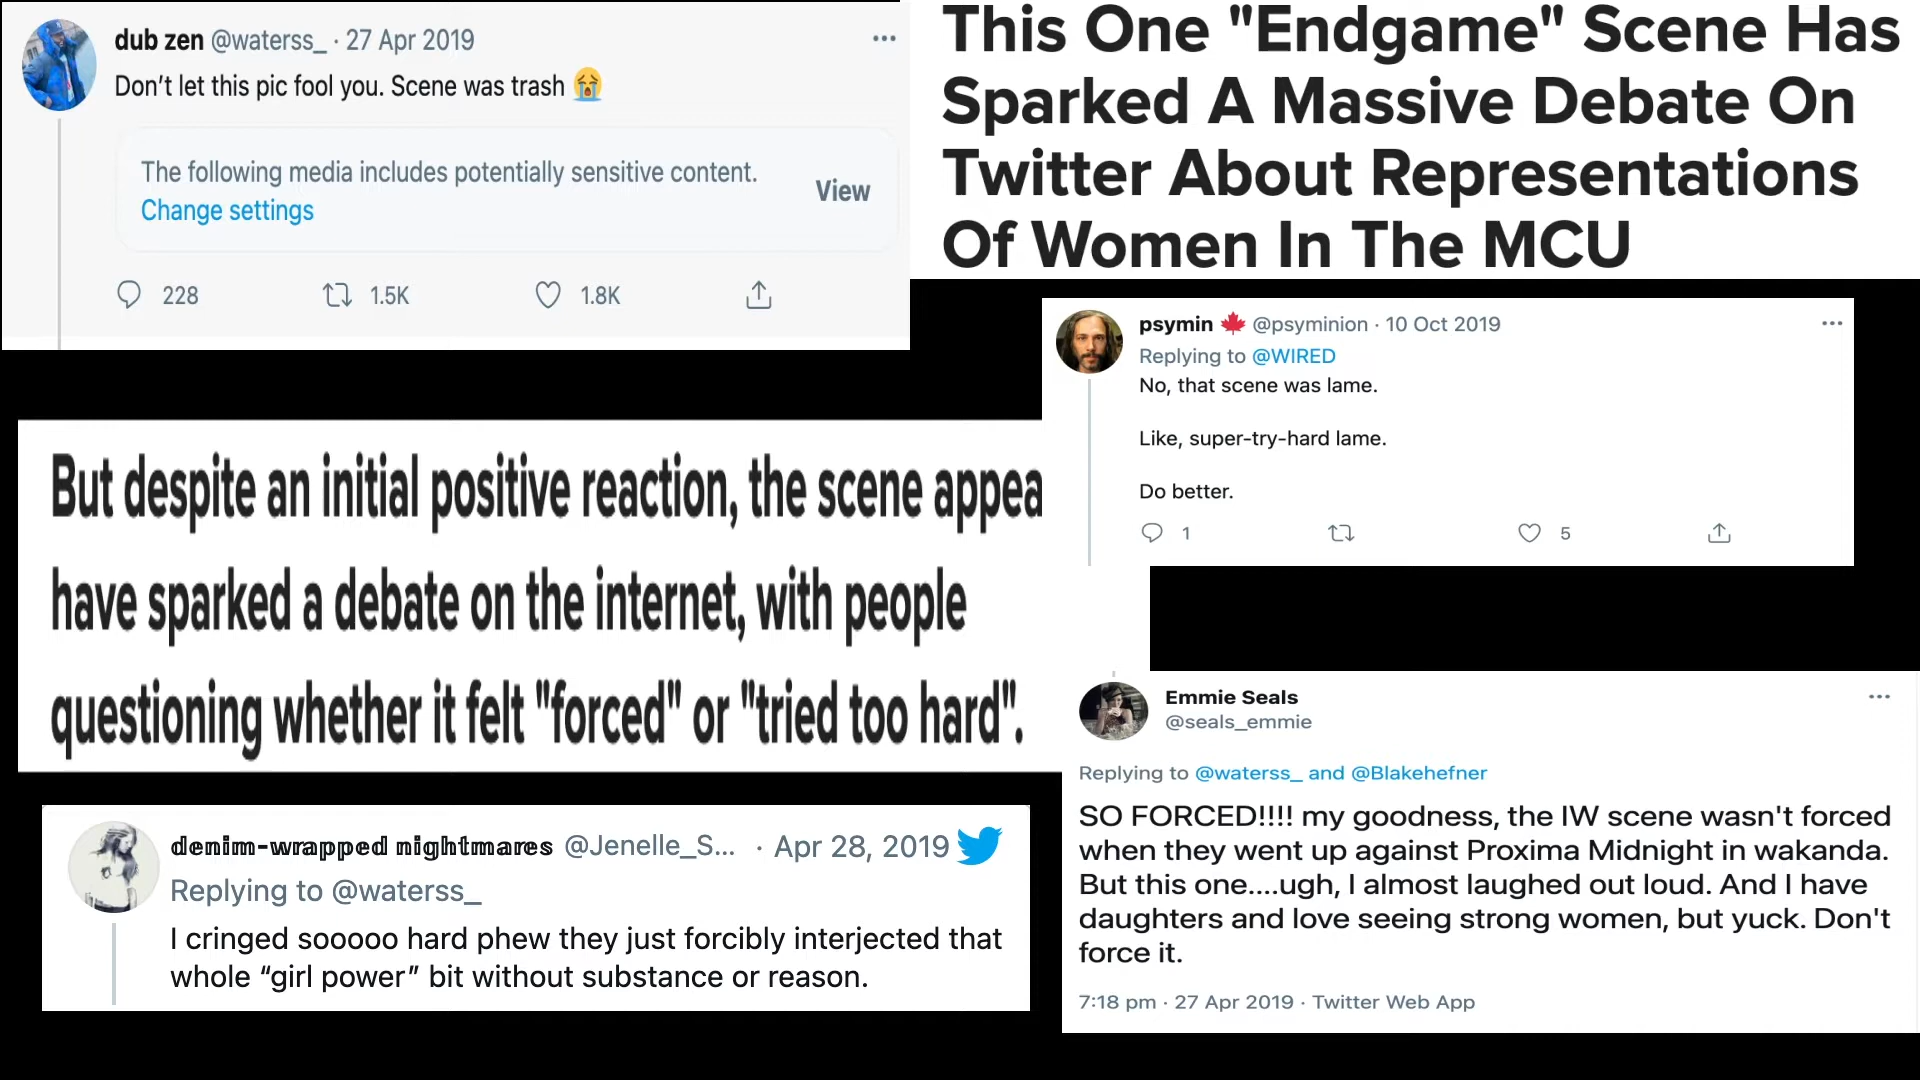 dub zen @waterss_ · 27 Apr 2019
Don’t let this pic fool you. Scene was trash 😭
The following media includes potentially sensitive content.
Change settings
View
228 1.5K 1.8K
This One "Endgame" Scene Has
Sparked A Massive Debate On
Twitter About Representations
Of Women In The MCU
psymin 🍁 @psyminion · 10 Oct 2019
Replying to @WIRED
No, that scene was lame.
Like, super-try-hard lame.
Do better.
1 5
But despite an initial positive reaction, the scene appea
have sparked a debate on the internet, with people
questioning whether it felt "forced" or "tried too hard".
Emmie Seals
@seals_emmie
Replying to @waterss_ and @Blakehefner
SO FORCED!!!! my goodness, the IW scene wasn't forced
when they went up against Proxima Midnight in wakanda.
But this one....ugh, I almost laughed out loud. And I have
daughters and love seeing strong women, but yuck. Don't
force it.
7:18 pm · 27 Apr 2019 · Twitter Web App
denim-wrapped nightmares @Jenelle_S... · Apr 28, 2019
Replying to @waterss_
I cringed sooooo hard phew they just forcibly interjected that
whole “girl power” bit without substance or reason.